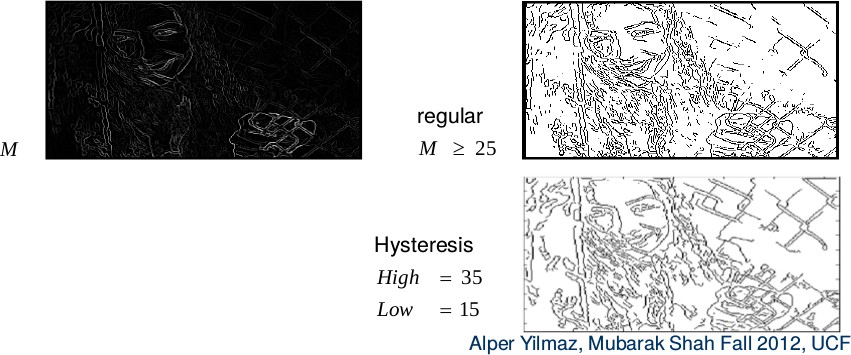 M
regular
M ≥ 25
Hysteresis
High = 35
Low = 15
Alper Yilmaz, Mubarak Shah Fall 2012, UCF